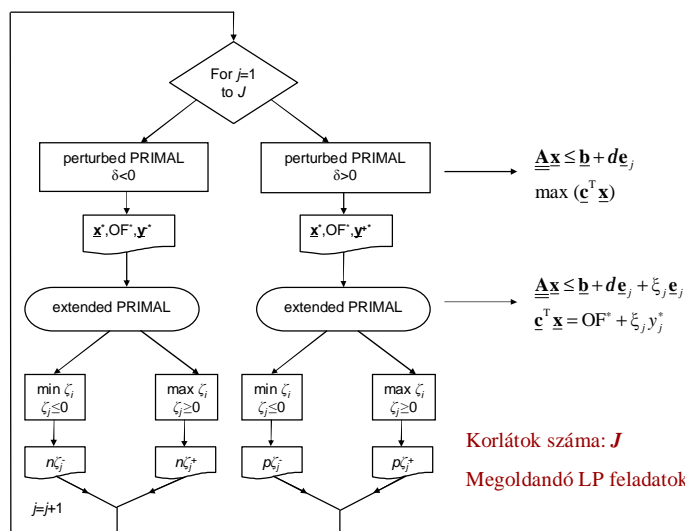 For j=1
to J
perturbed PRIMAL
δ<0
perturbed PRIMAL
δ>0
A x ≤ b + d e_j
max (c^T x)
x*,OF*,y-*
x*,OF*,y+*
extended PRIMAL
extended PRIMAL
A x ≤ b + d e_j + ξ_j e_j
c^T x = OF* + ξ_j y_j*
min ζ_i
ζ_j≤0
max ζ_i
ζ_j≥0
min ζ_i
ζ_j≤0
max ζ_i
ζ_j≥0
nζ_j-
nζ_j+
pζ_j-
pζ_j+
Korlátok száma: J
Megoldandó LP feladatok
j=j+1